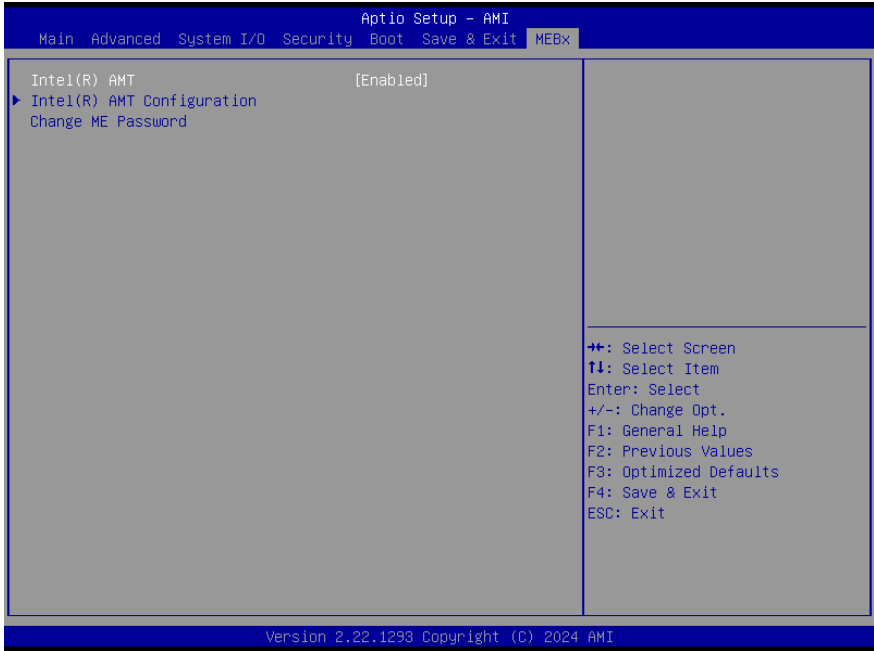 Aptio Setup – AMI
Main Advanced System I/O Security Boot Save & Exit MEBx
Intel(R) AMT [Enabled]
Intel(R) AMT Configuration
Change ME Password
→←: Select Screen
↑↓: Select Item
Enter: Select
+/-: Change Opt.
F1: General Help
F2: Previous Values
F3: Optimized Defaults
F4: Save & Exit
ESC: Exit
Version 2.22.1293 Copyright (C) 2024 AMI